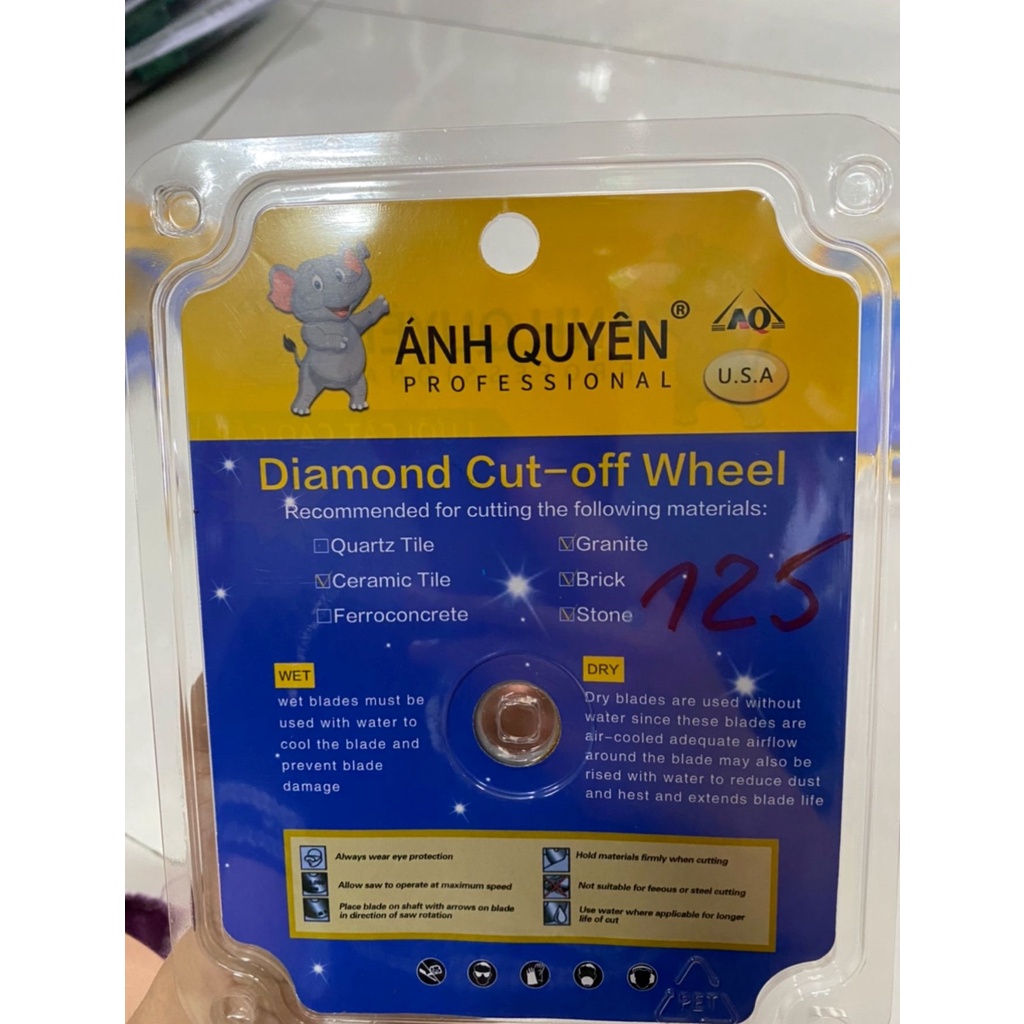 ÁNH QUYÊN®
PROFESSIONAL
AQ
U.S.A
Diamond Cut-off Wheel
Recommended for cutting the following materials:
Quartz Tile
Granite
Ceramic Tile
Brick
Ferroconcrete
Stone
125
WET
wet blades must be
used with water to
cool the blade and
prevent blade
damage
DRY
Dry blades are used without
water since these blades are
air-cooled adequate airflow
around the blade may also be
rised with water to reduce dust
and hest and extends blade life
Always wear eye protection
Allow saw to operate at maximum speed
Place blade on shaft with arrows on blade
in direction of saw rotation
Hold materials firmly when cutting
Not suitable for feeous or steel cutting
Use water where applicable for longer
life of cut
PET